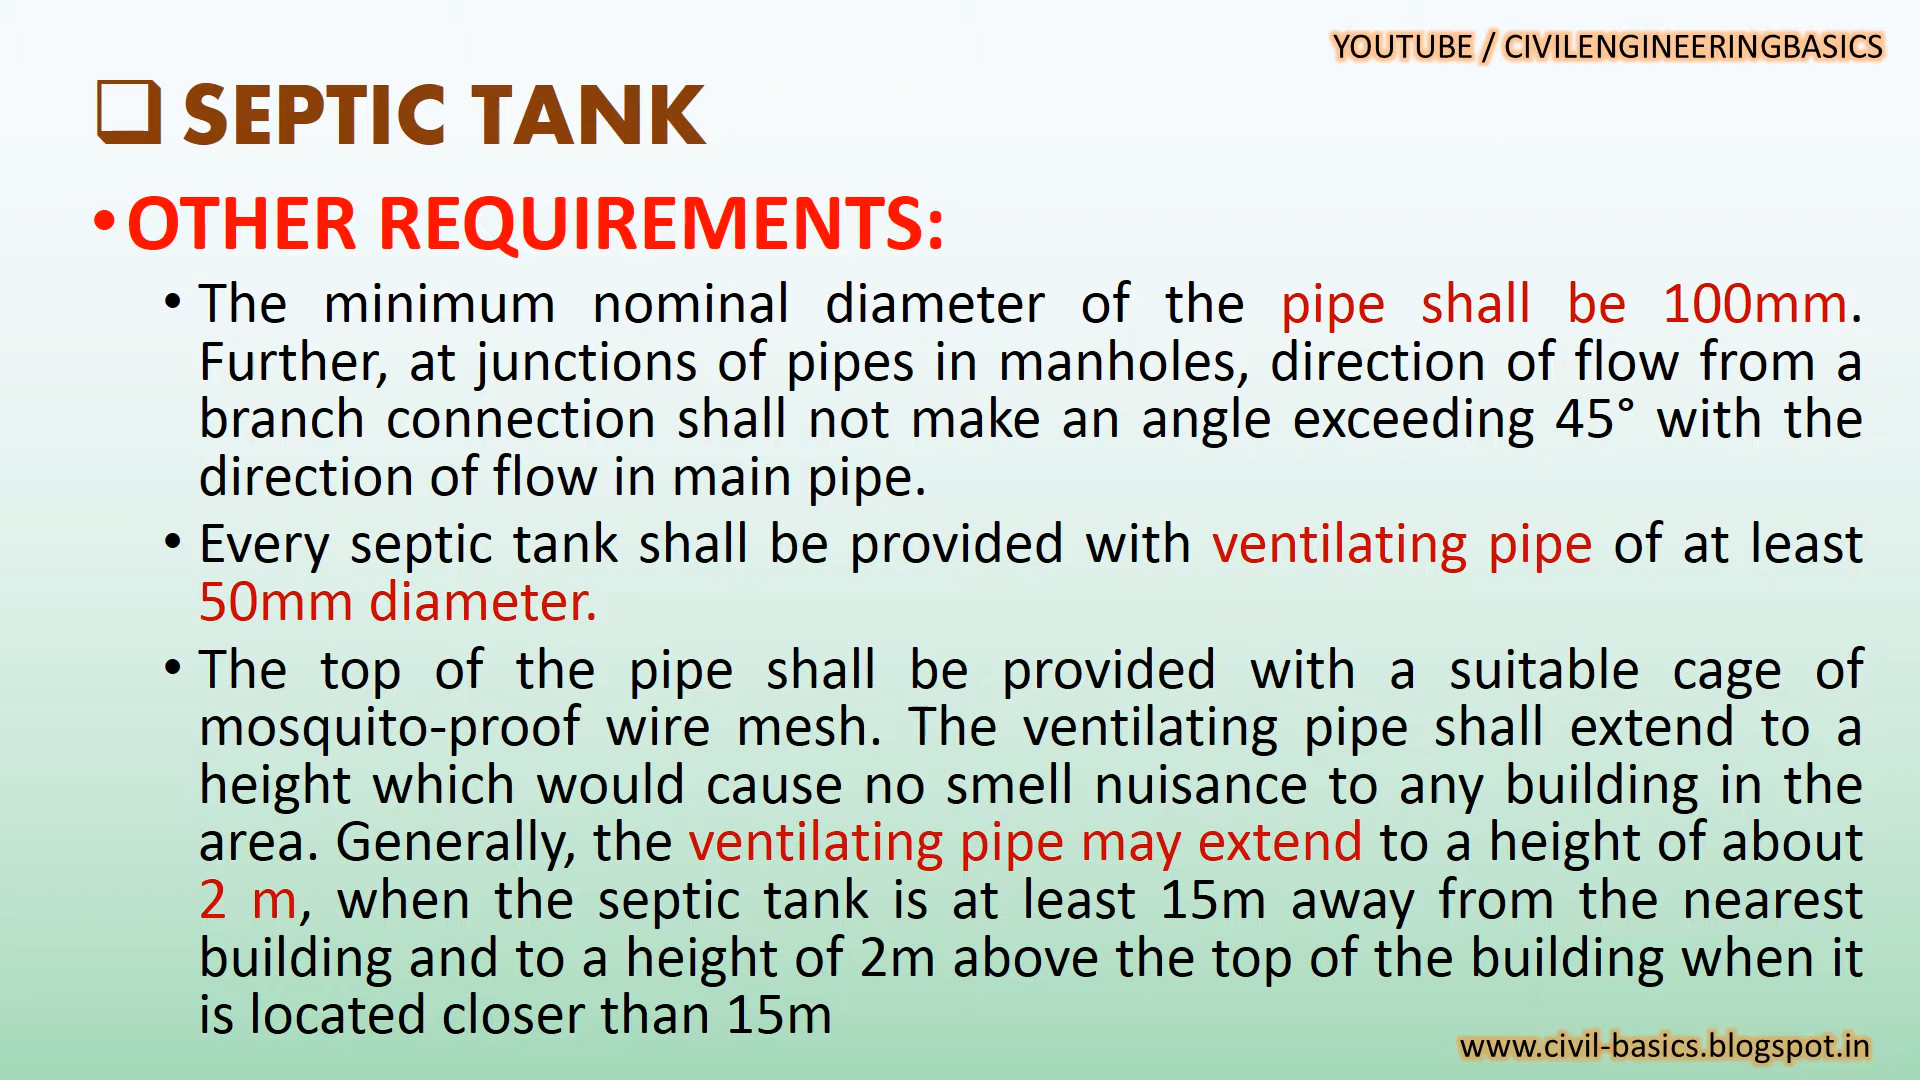 YOUTUBE / CIVILENGINEERINGBASICS
SEPTIC TANK
• OTHER REQUIREMENTS:
• The minimum nominal diameter of the pipe shall be 100mm.
Further, at junctions of pipes in manholes, direction of flow from a
branch connection shall not make an angle exceeding 45° with the
direction of flow in main pipe.
• Every septic tank shall be provided with ventilating pipe of at least
50mm diameter.
• The top of the pipe shall be provided with a suitable cage of
mosquito-proof wire mesh. The ventilating pipe shall extend to a
height which would cause no smell nuisance to any building in the
area. Generally, the ventilating pipe may extend to a height of about
2 m, when the septic tank is at least 15m away from the nearest
building and to a height of 2m above the top of the building when it
is located closer than 15m
www.civil-basics.blogspot.in